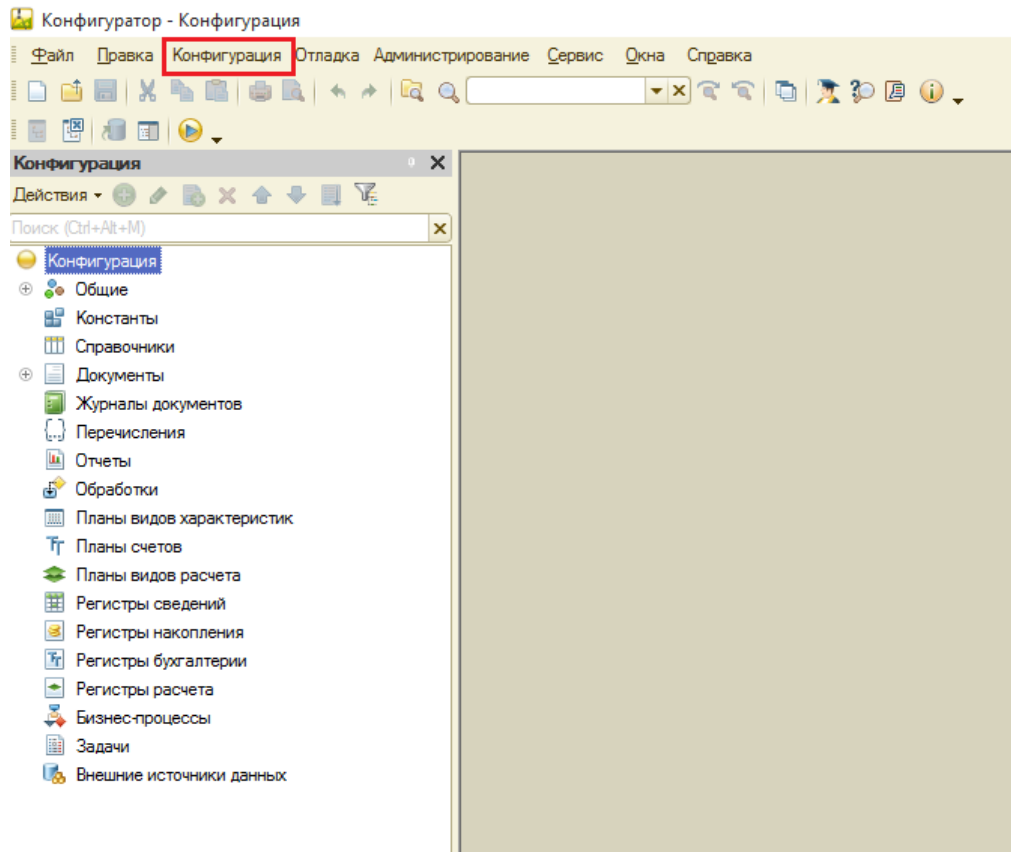 Конфигуратор - Конфигурация
Файл Правка Конфигурация Отладка Администрирование Сервис Окна Справка
Конфигурация
Действия
Поиск (Ctrl+Alt+M)
Конфигурация
Общие
Константы
Справочники
Документы
Журналы документов
Перечисления
Отчеты
Обработки
Планы видов характеристик
Планы счетов
Планы видов расчета
Регистры сведений
Регистры накопления
Регистры бухгалтерии
Регистры расчета
Бизнес-процессы
Задачи
Внешние источники данных